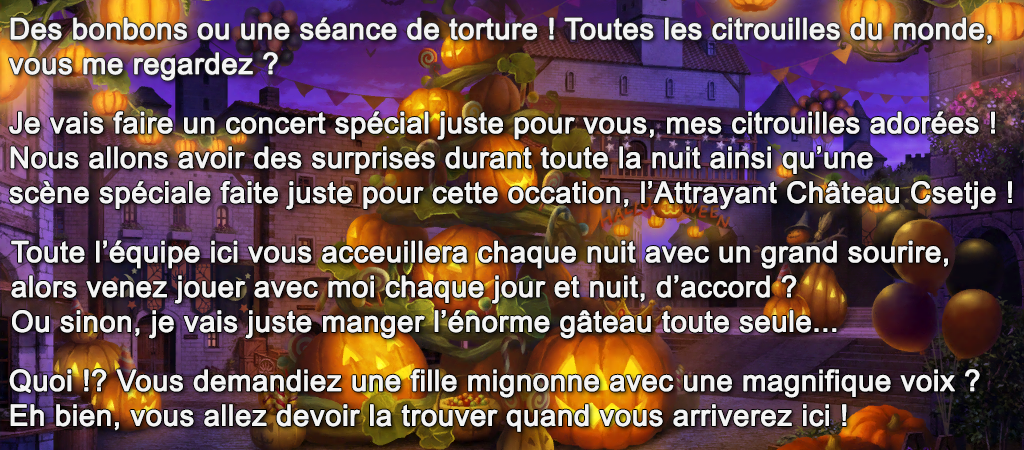 Des bonbons ou une séance de torture ! Toutes les citrouilles du monde,
vous me regardez ?
Je vais faire un concert spécial juste pour vous, mes citrouilles adorées !
Nous allons avoir des surprises durant toute la nuit ainsi qu’une
scène spéciale faite juste pour cette occation, l’Attrayant Château Csetje !
Toute l’équipe ici vous acceuillera chaque nuit avec un grand sourire,
alors venez jouer avec moi chaque jour et nuit, d’accord ?
Ou sinon, je vais juste manger l’énorme gâteau toute seule...
Quoi !? Vous demandiez une fille mignonne avec une magnifique voix ?
Eh bien, vous allez devoir la trouver quand vous arriverez ici !